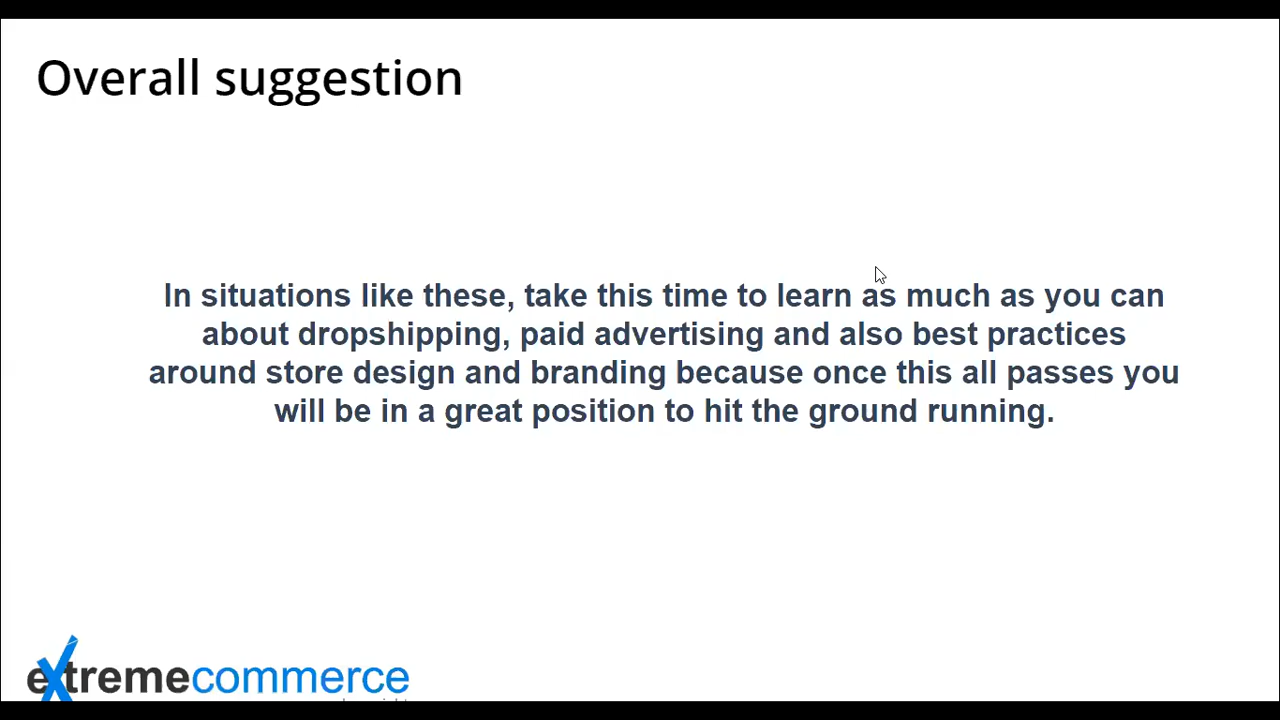 Overall suggestion
In situations like these, take this time to learn as much as you can
about dropshipping, paid advertising and also best practices
around store design and branding because once this all passes you
will be in a great position to hit the ground running.
extremecommerce